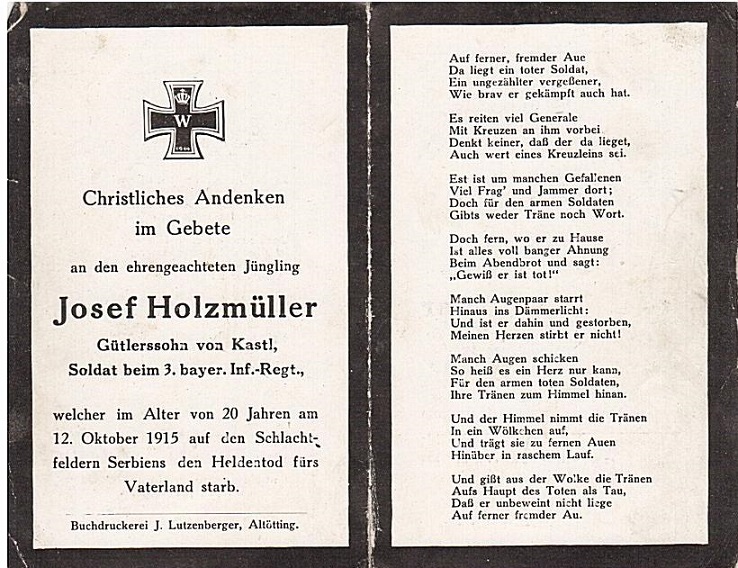 W
Christliches Andenken
im Gebete
an den ehrengeachteten Jüngling
Josef Holzmüller
Gütlerssohn von Kastl,
Soldat beim 3. bayer. Inf.-Regt.,
welcher im Alter von 20 Jahren am
12. Oktober 1915 auf den Schlacht-
feldern Serbiens den Heldentod fürs
Vaterland starb.
Buchdruckerei J. Lutzenberger, Altötting.
Auf ferner, fremder Aue
Da liegt ein toter Soldat,
Ein ungezählter vergeßener,
Wie brav er gekämpft auch hat.
Es reiten viel Generale
Mit Kreuzen an ihm vorbei
Denkt keiner, daß der da lieget,
Auch wert eines Kreuzleins sei.
Est ist um manchen Gefallenen
Viel Frag' und Jammer dort;
Doch für den armen Soldaten
Gibts weder Träne noch Wort.
Doch fern, wo er zu Hause
Ist alles voll banger Ahnung
Beim Abendbrot und sagt:
„Gewiß er ist tot!"
Manch Augenpaar starrt
Hinaus ins Dämmerlicht:
Und ist er dahin und gestorben,
Meinen Herzen stirbt er nicht!
Manch Augen schicken
So heiß es ein Herz nur kann,
Für den armen toten Soldaten,
Ihre Tränen zum Himmel hinan.
Und der Himmel nimmt die Tränen
In ein Wölkchen auf,
Und trägt sie zu fernen Auen
Hinüber in raschem Lauf.
Und gißt aus der Wolke die Tränen
Aufs Haupt des Toten als Tau,
Daß er unbeweint nicht liege
Auf ferner fremder Au.